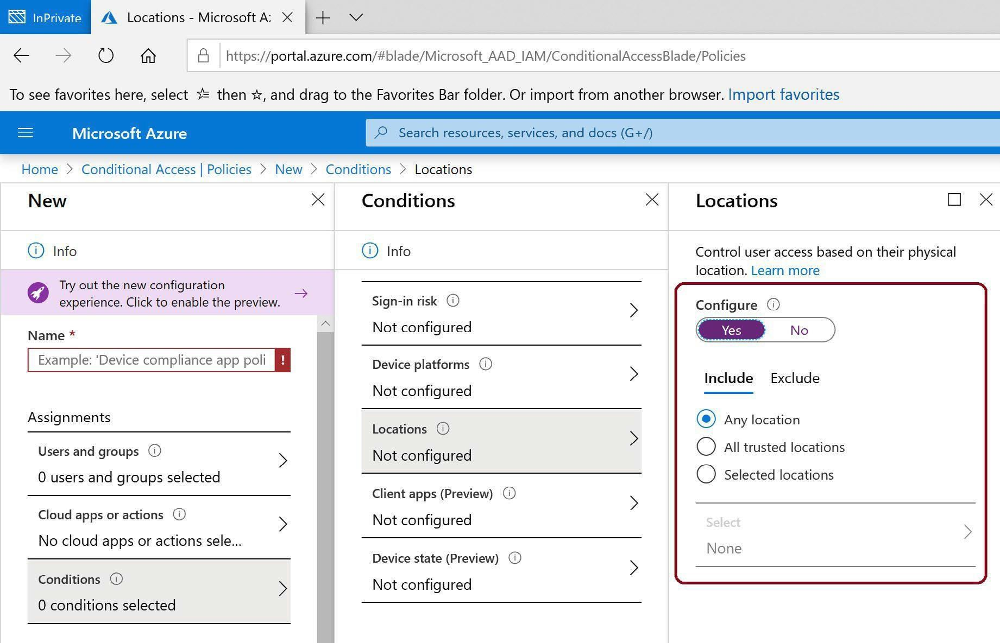 InPrivate
Locations - Microsoft Az
https://portal.azure.com/#blade/Microsoft_AAD_IAM/ConditionalAccessBlade/Policies
To see favorites here, select then ☆, and drag to the Favorites Bar folder. Or import from another browser. Import favorites
Microsoft Azure
Search resources, services, and docs (G+/)
Home > Conditional Access | Policies > New > Conditions > Locations
New
Info
Try out the new configuration
experience. Click to enable the preview.
Name *
Example: 'Device compliance app poli
!
Assignments
Users and groups
0 users and groups selected
Cloud apps or actions
No cloud apps or actions sele...
Conditions
0 conditions selected
Conditions
Info
Sign-in risk
Not configured
Device platforms
Not configured
Locations
Not configured
Client apps (Preview)
Not configured
Device state (Preview)
Not configured
Locations
Control user access based on their physical
location. Learn more
Configure
Yes No
Include Exclude
Any location
All trusted locations
Selected locations
Select
None